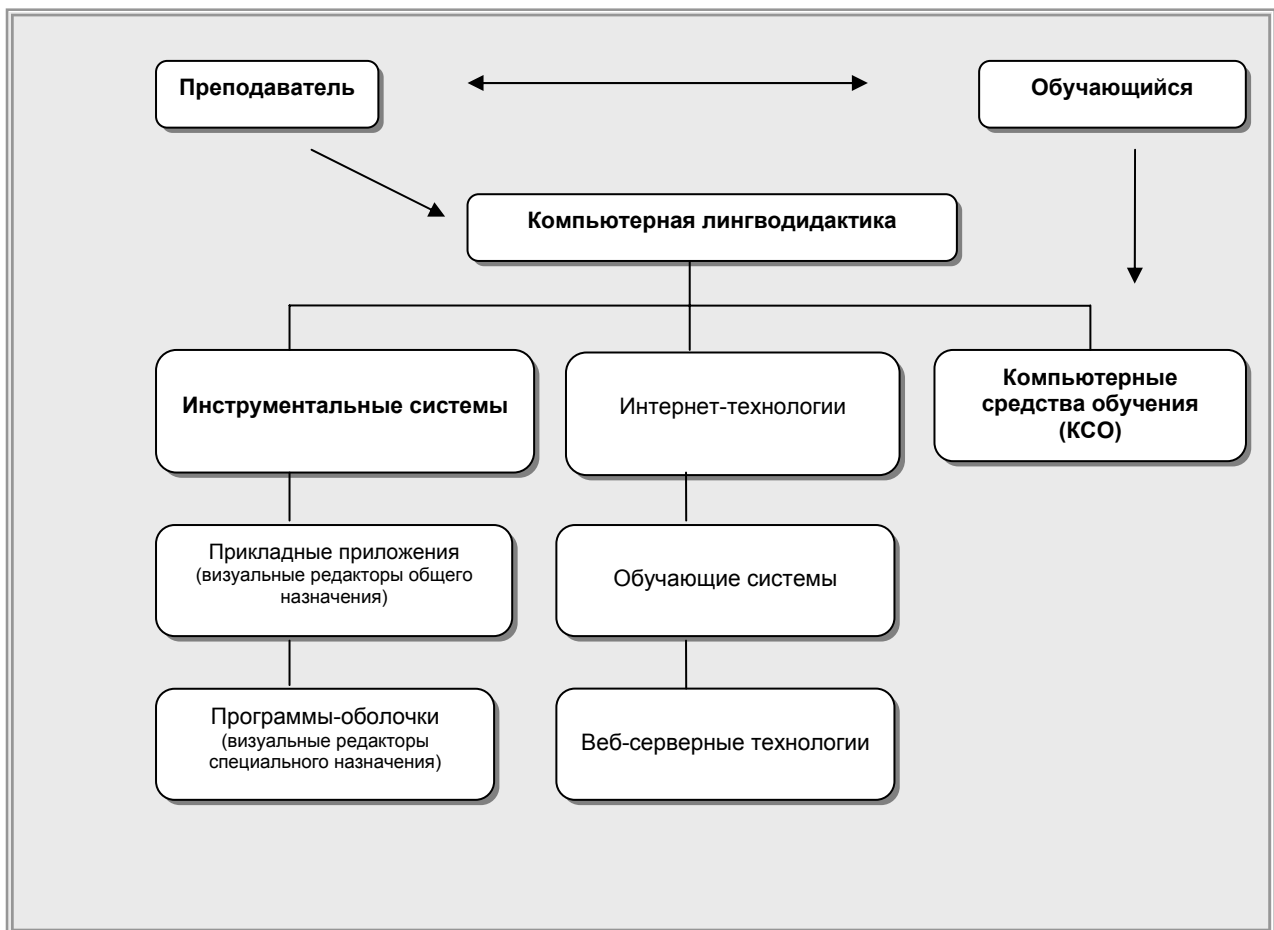 Преподаватель
Обучающийся
Компьютерная лингводидактика
Инструментальные системы
Интернет-технологии
Компьютерные
средства обучения
(КСО)
Прикладные приложения
(визуальные редакторы общего
назначения)
Обучающие системы
Программы-оболочки
(визуальные редакторы
специального назначения)
Веб-серверные технологии